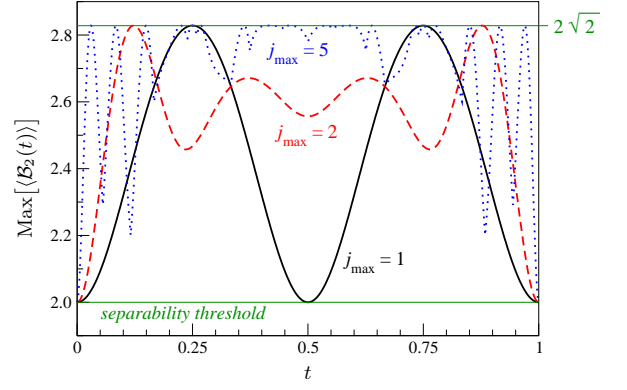 2√2
2.8
j_max = 5
2.6
j_max = 2
Max [⟨ℬ₂(t)⟩]
2.4
2.2
j_max = 1
2.0
separability threshold
0 0.25 0.5 0.75 1
t